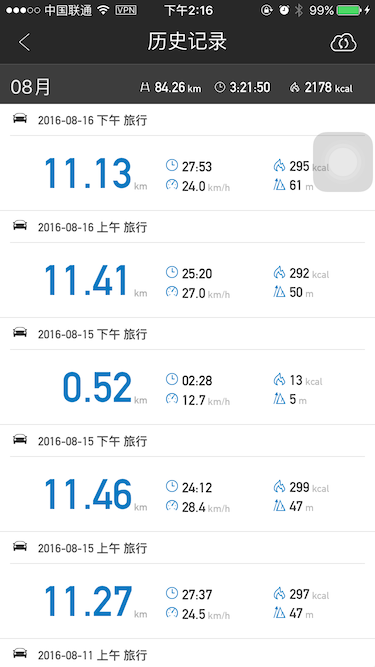 中国联通 VPN 下午2:16 99%
历史记录
08月 84.26 km 3:21:50 2178 kcal
2016-08-16 下午 旅行
11.13 km 27:53 295 kcal
24.0 km/h 61 m
2016-08-16 上午 旅行
11.41 km 25:20 292 kcal
27.0 km/h 50 m
2016-08-15 下午 旅行
0.52 km 02:28 13 kcal
12.7 km/h 5 m
2016-08-15 下午 旅行
11.46 km 24:12 299 kcal
28.4 km/h 47 m
2016-08-15 上午 旅行
11.27 km 27:37 297 kcal
24.5 km/h 47 m
2016-08-11 上午 旅行